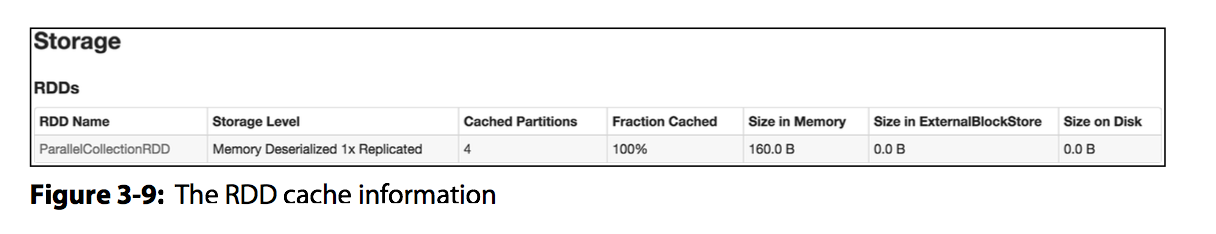 Storage
RDDs
RDD Name Storage Level Cached Partitions Fraction Cached Size in Memory Size in ExternalBlockStore Size on Disk
ParallelCollectionRDD Memory Deserialized 1x Replicated 4 100% 160.0 B 0.0 B 0.0 B
Figure 3-9: The RDD cache information